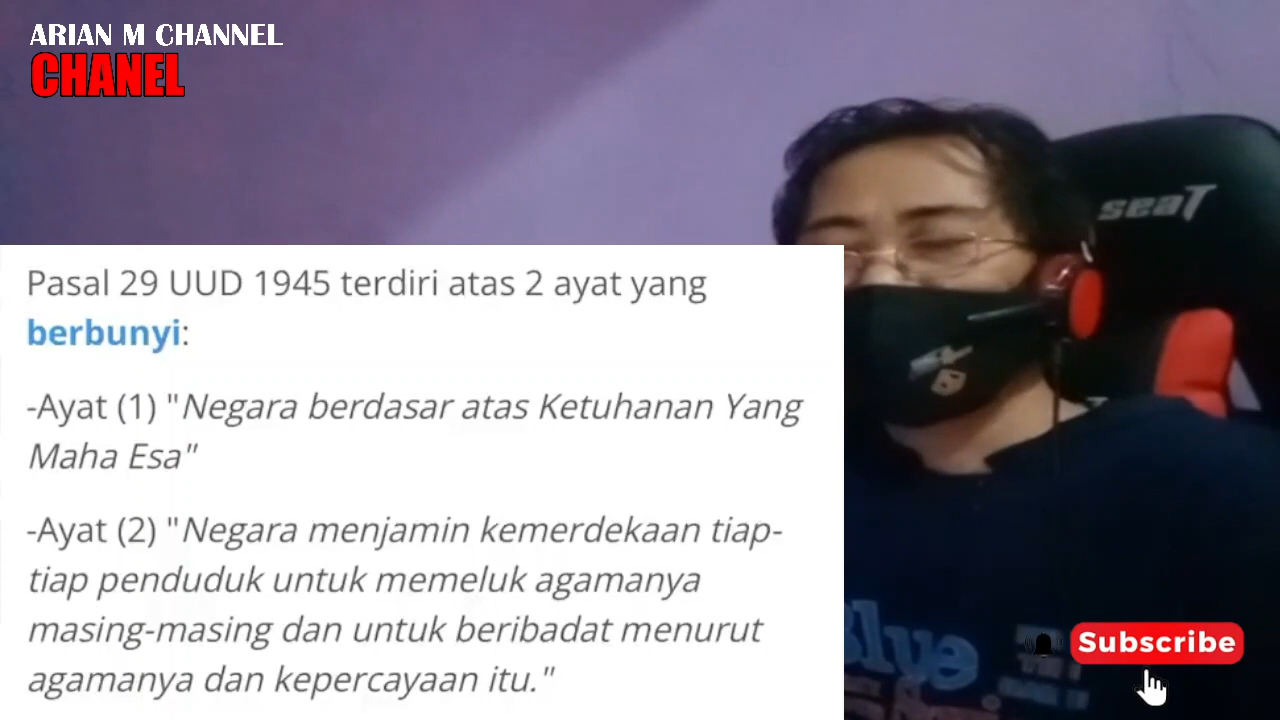 ARIAN M CHANNEL
CHANEL
seaT
Pasal 29 UUD 1945 terdiri atas 2 ayat yang
berbunyi:
-Ayat (1) "Negara berdasar atas Ketuhanan Yang
Maha Esa"
-Ayat (2) "Negara menjamin kemerdekaan tiap-
tiap penduduk untuk memeluk agamanya
masing-masing dan untuk beribadat menurut
agamanya dan kepercayaan itu."
Subscribe